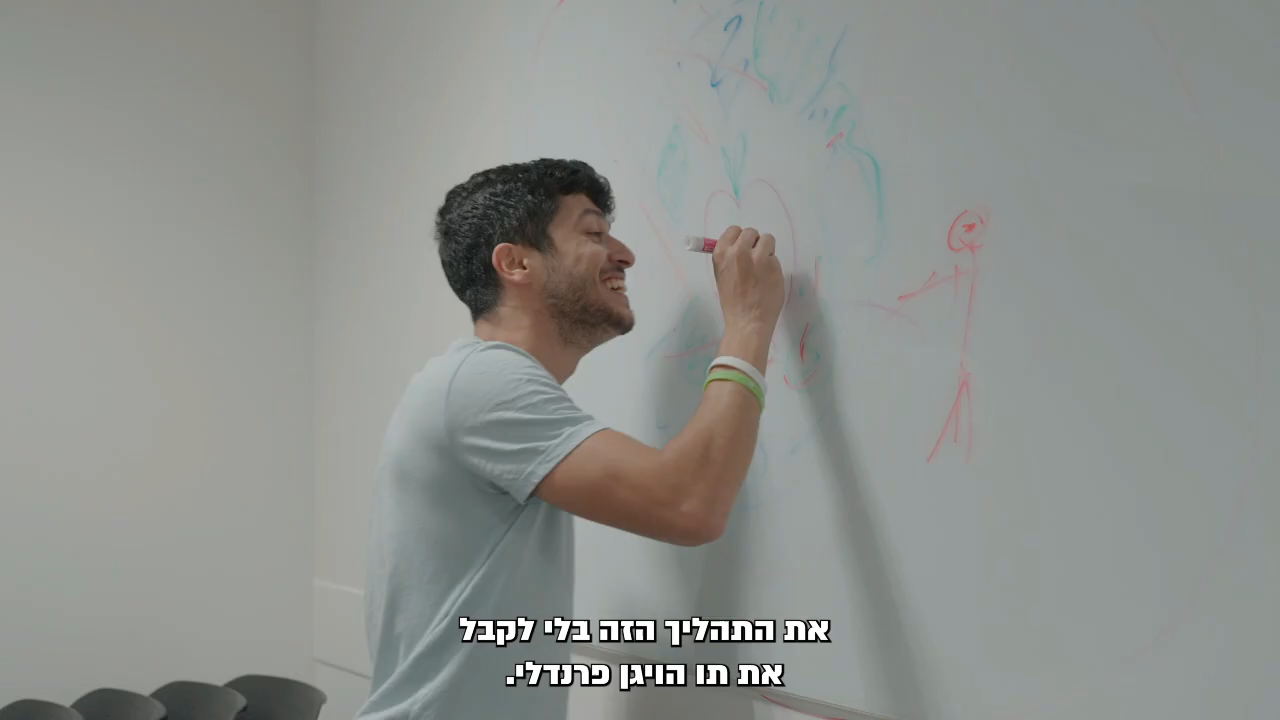 את התהליך הזה בלי לקבל
את תו הויגן פרנדלי.